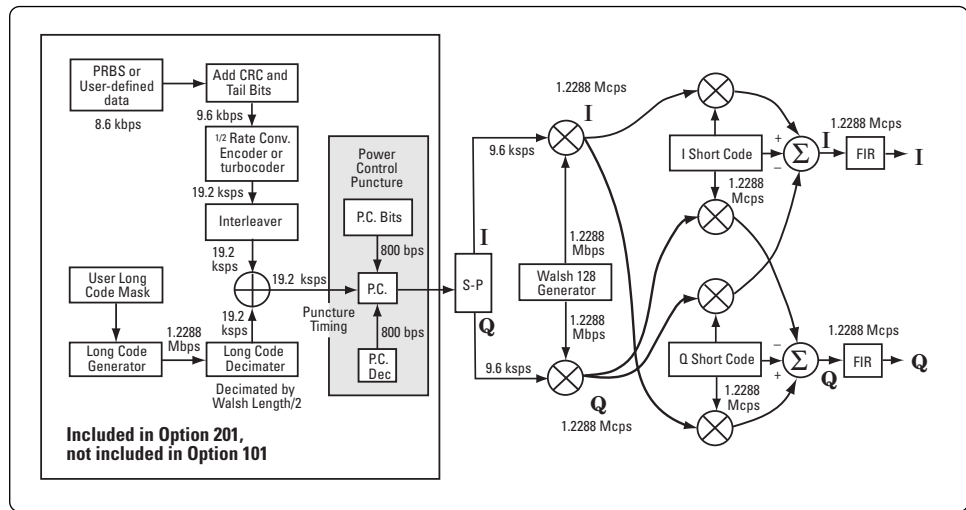 PRBS or
User-defined
data
8.6 kbps
Add CRC and
Tail Bits
9.6 kbps
1/2 Rate Conv.
Encoder or
turbocoder
19.2 ksps
Interleaver
19.2
ksps
19.2 ksps
User Long
Code Mask
Long Code
Generator
1.2288
Mbps
19.2
ksps
Long Code
Decimater
Decimated by
Walsh Length/2
Included in Option 201,
not included in Option 101
Power
Control
Puncture
P.C. Bits
800 bps
P.C.
Puncture
Timing
800 bps
P.C.
Dec
I
S-P
Q
9.6 ksps
9.6 ksps
1.2288 Mcps
I
1.2288
Mbps
Walsh 128
Generator
1.2288
Mbps
Q
1.2288 Mcps
I Short Code
1.2288
Mcps
+
−
Σ
I
1.2288 Mcps
FIR
I
Q Short Code
1.2288
Mcps
−
+
Σ
Q
1.2288 Mcps
FIR
Q